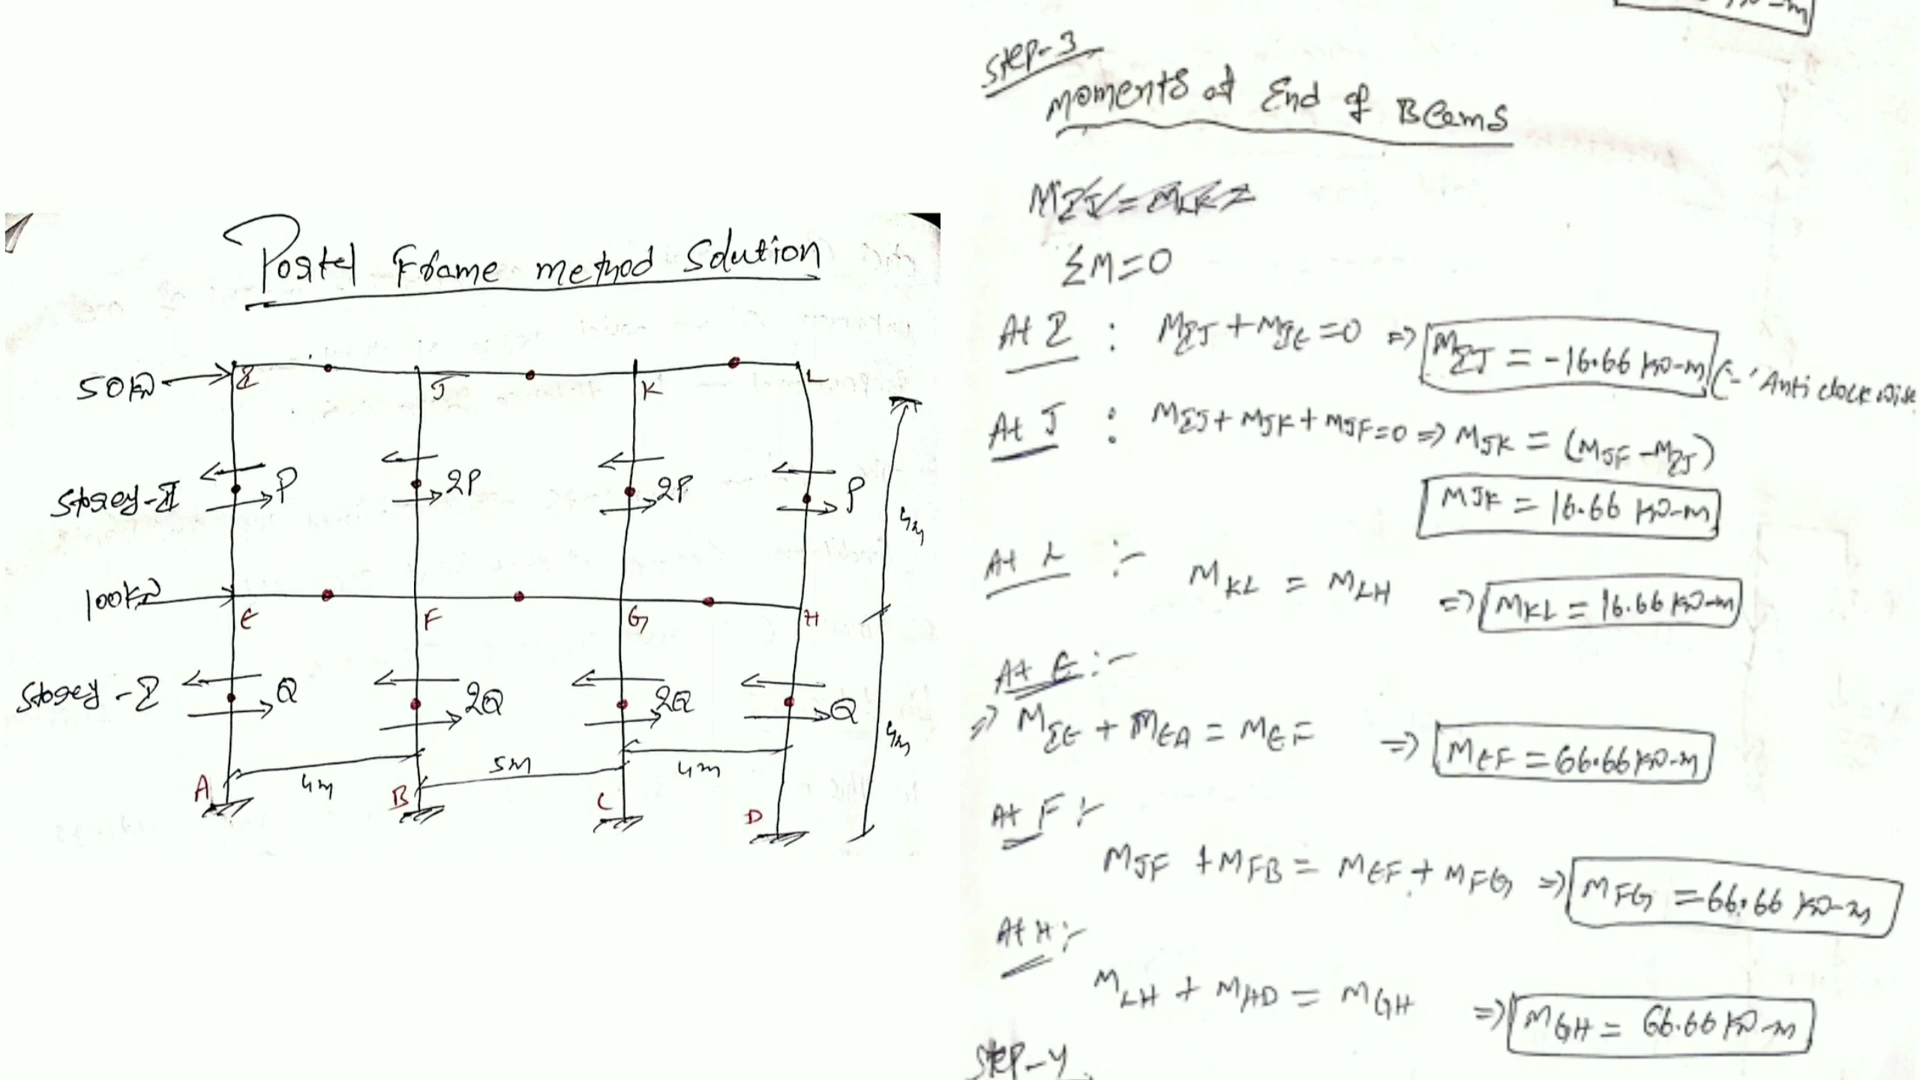 Portal Frame method Solution
50kN
I
J
K
L
Storey-II
P
2P
2P
P
4m
100kN
E
F
G
H
Storey-I
Q
2Q
2Q
Q
4m
4m
5m
4m
A
B
C
D
Step-3
Moments at End of Beams
ΣM=0
At I : MIJ + MIE = 0 => MIJ = -16.66 kN-m '-' Anti clock wise
At J : MIJ + MJK + MJF = 0 => MJK = (MJF - MIJ)
MJK = 16.66 kN-m
At L :- MKL = MLH => MKL = 16.66 kN-m
At E :-
=> MIE + MEA = MEF => MEF = 66.66 kN-m
At F :-
MJF + MFB = MEF + MFG => MFG = 66.66 kN-m
At H :-
MLH + MHD = MGH => MGH = 66.66 kN-m
Step-4